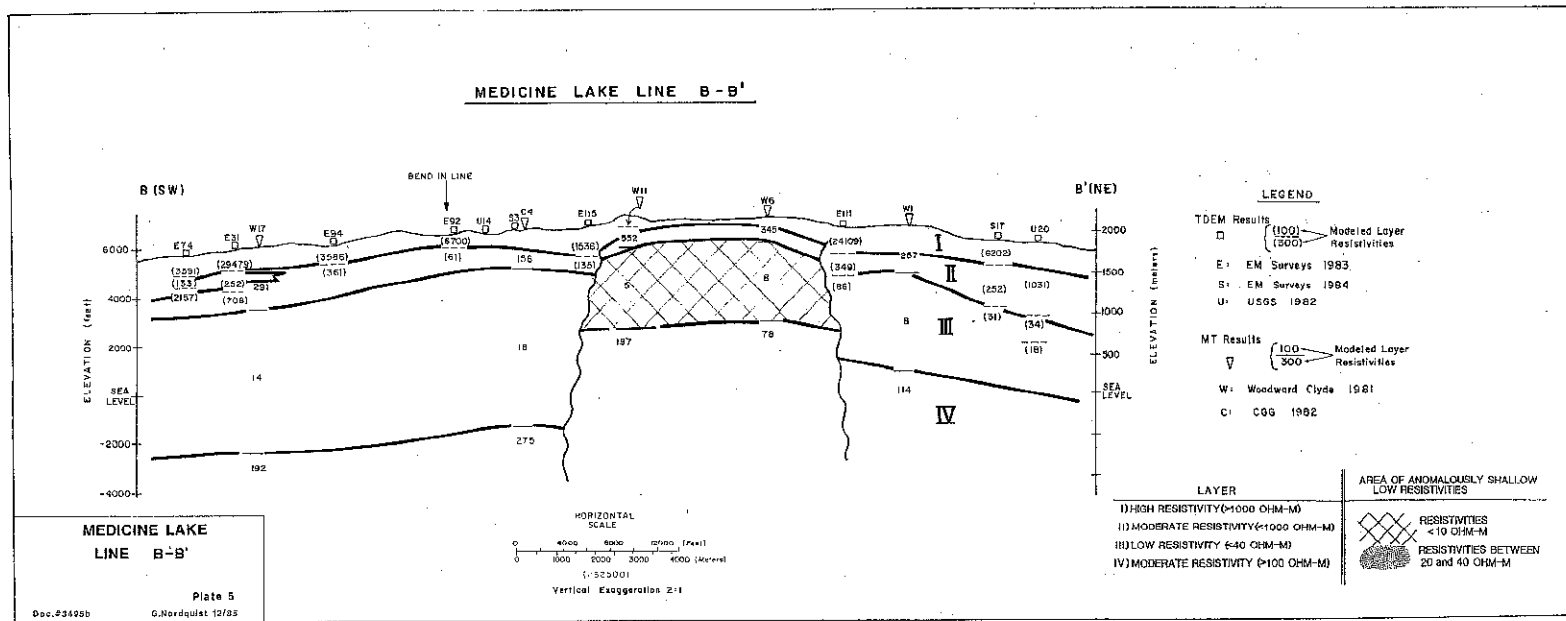 MEDICINE LAKE LINE B-B'
BEND IN LINE
B (SW)
B' (NE)
E74
E31
W17
E94
E92
U14
S3
C4
E115
W11
W6
E111
W1
S17
U20
6000
4000
2000
SEA LEVEL
-2000
-4000
ELEVATION (feet)
2000
1500
1000
500
SEA LEVEL
ELEVATION (meters)
(3591)
(133)
(2157)
(29479)
(252)
(708)
291
(3586)
(361)
(6700)
(61)
156
(1536)
(135)
552
345
(24109)
(349)
(86)
267
(6202)
(252)
(31)
(1031)
(34)
(18)
I
II
III
IV
5
8
8
14
18
197
78
114
192
275
LEGEND
TDEM Results
(100)
(300)
Modeled Layer
Resistivities
E: EM Surveys 1983
S: EM Surveys 1984
U: USGS 1982
MT Results
100
300
Modeled Layer
Resistivities
W: Woodward Clyde 1981
C: CGG 1982
LAYER
I) HIGH RESISTIVITY (>1000 OHM-M)
II) MODERATE RESISTIVITY (<1000 OHM-M)
III) LOW RESISTIVITY (<40 OHM-M)
IV) MODERATE RESISTIVITY (>100 OHM-M)
AREA OF ANOMALOUSLY SHALLOW
LOW RESISTIVITIES
RESISTIVITIES
<10 OHM-M
RESISTIVITIES BETWEEN
20 and 40 OHM-M
HORIZONTAL
SCALE
0 4000 8000 12000 (Feet)
0 1000 2000 3000 4000 (Meters)
Vertical Exaggeration 2:1
MEDICINE LAKE
LINE B-B'
Plate 5
Doc.#3495b G.Nordquist 12/85